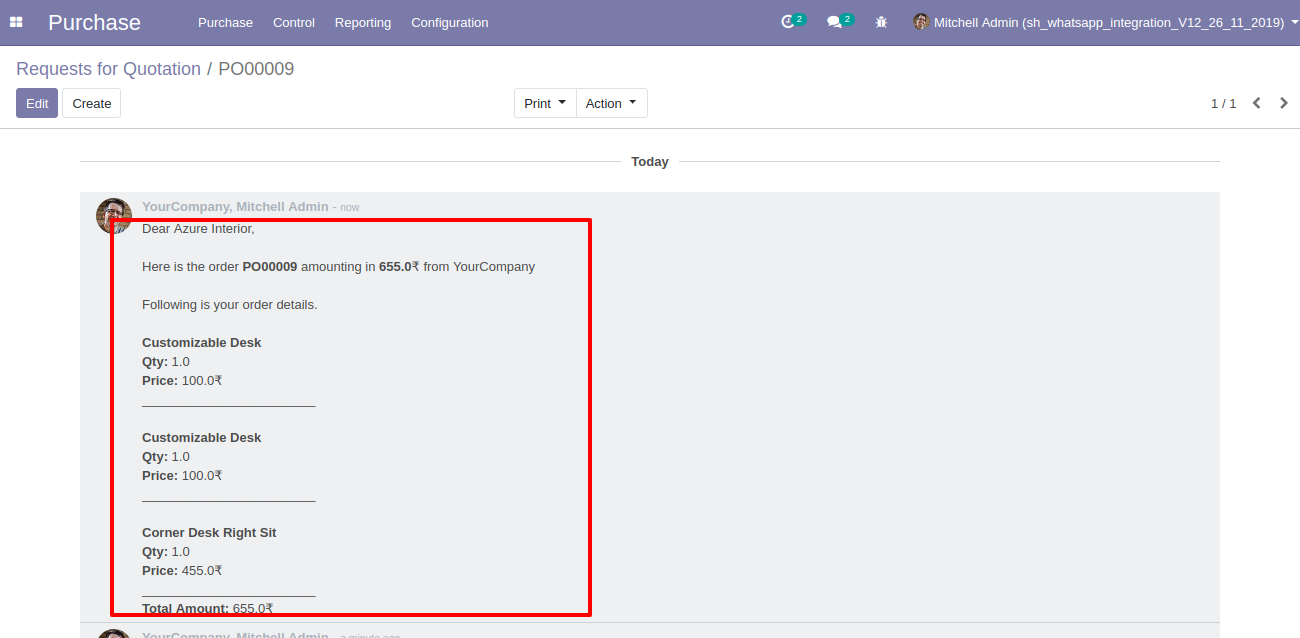 Purchase Purchase Control Reporting Configuration 2 2 Mitchell Admin (sh_whatsapp_integration_V12_26_11_2019)
Requests for Quotation / PO00009
Edit Create Print Action 1 / 1
Today
YourCompany, Mitchell Admin - now
Dear Azure Interior,
Here is the order PO00009 amounting in 655.0₹ from YourCompany
Following is your order details.
Customizable Desk
Qty: 1.0
Price: 100.0₹
________________________
Customizable Desk
Qty: 1.0
Price: 100.0₹
________________________
Corner Desk Right Sit
Qty: 1.0
Price: 455.0₹
________________________
Total Amount: 655.0₹
YourCompany, Mitchell Admin - a minute ago